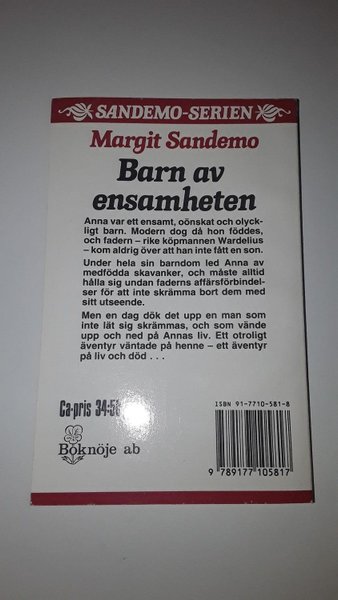 SANDEMO-SERIEN
Margit Sandemo
Barn av
ensamheten
Anna var ett ensamt, oönskat och olyck-
ligt barn. Modern dog då hon föddes,
och fadern – rike köpmannen Wardelius
– kom aldrig över att han inte fått en son.
Under hela sin barndom led Anna av
medfödda skavanker, och måste alltid
hålla sig undan faderns affärsförbindel-
ser för att inte skrämma bort dem med
sitt utseende.
Men en dag dök det upp en man som
inte lät sig skrämmas, och som vände
upp och ned på Annas liv. Ett otroligt
äventyr väntade på henne – ett äventyr
på liv och död . . .
Ca-pris
Boknöje ab
ISBN 91-7710-581-8
9 789177 105817